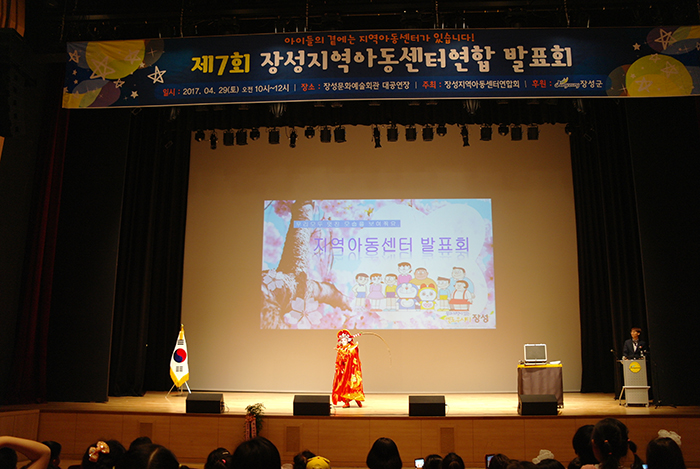 아이들의 곁에는 지역아동센터가 있습니다!
제7회 장성지역아동센터연합 발표회
일시 : 2017. 04. 29(토) 오전 10시~12시 | 장소 : 장성문화예술회관 대공연장 | 주최 : 장성지역아동센터연합회 | 후원 : 장성군
지역아동센터 발표회
장성